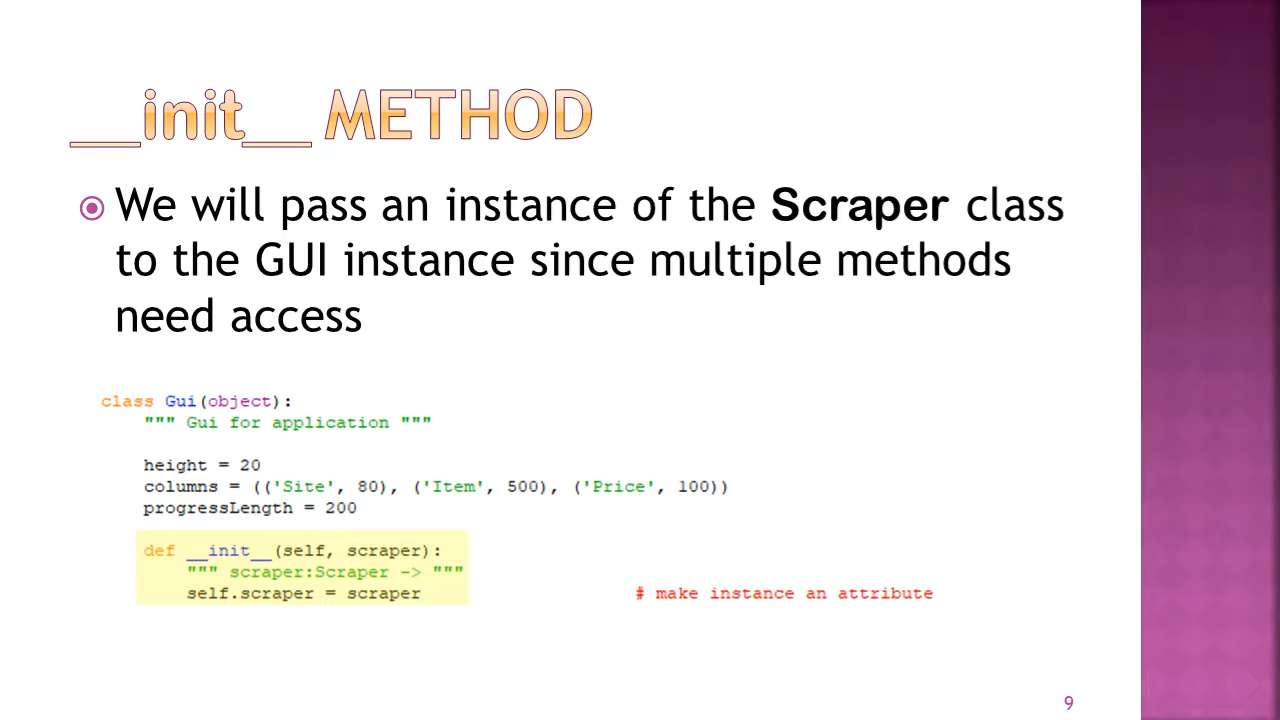 __init__ METHOD
We will pass an instance of the Scraper class
to the GUI instance since multiple methods
need access
class Gui(object):
""" Gui for application """
height = 20
columns = (('Site', 80), ('Item', 500), ('Price', 100))
progressLength = 200
def __init__(self, scraper):
""" scraper:Scraper -> """
self.scraper = scraper # make instance an attribute
9